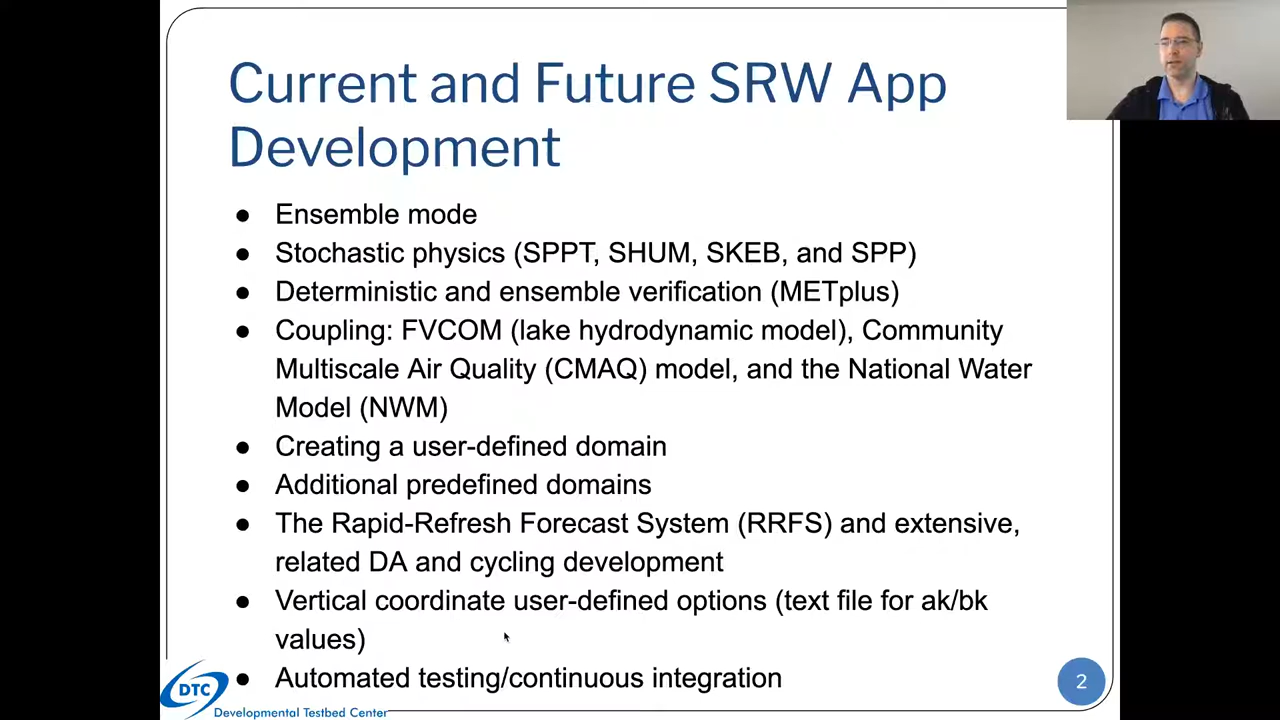 Current and Future SRW App
Development
● Ensemble mode
● Stochastic physics (SPPT, SHUM, SKEB, and SPP)
● Deterministic and ensemble verification (METplus)
● Coupling: FVCOM (lake hydrodynamic model), Community
Multiscale Air Quality (CMAQ) model, and the National Water
Model (NWM)
● Creating a user-defined domain
● Additional predefined domains
● The Rapid-Refresh Forecast System (RRFS) and extensive,
related DA and cycling development
● Vertical coordinate user-defined options (text file for ak/bk
values)
● Automated testing/continuous integration
DTC
Developmental Testbed Center
2